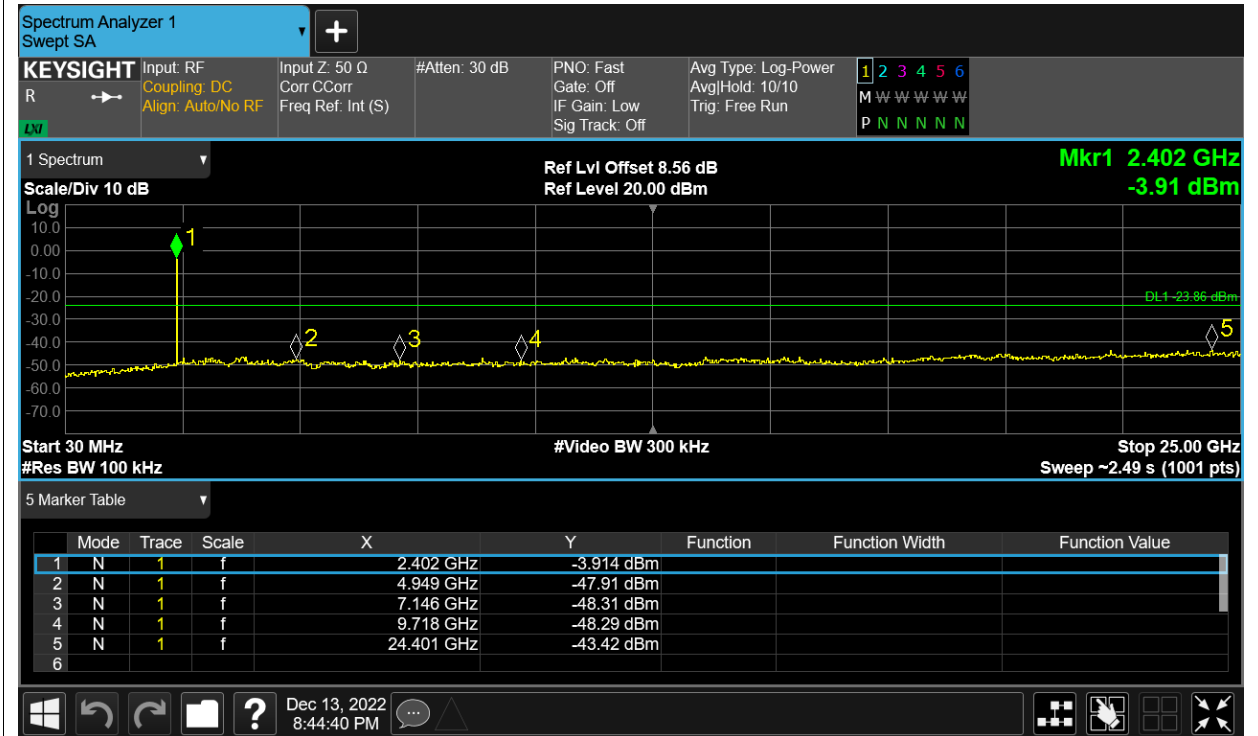 Spectrum Analyzer 1
Swept SA
KEYSIGHT
R
LXI
Input: RF
Coupling: DC
Align: Auto/No RF
Input Z: 50 Ω
Corr CCorr
Freq Ref: Int (S)
#Atten: 30 dB
PNO: Fast
Gate: Off
IF Gain: Low
Sig Track: Off
Avg Type: Log-Power
Avg|Hold: 10/10
Trig: Free Run
1 2 3 4 5 6
M W W W W W
P N N N N N
1 Spectrum
Scale/Div 10 dB
Ref Lvl Offset 8.56 dB
Ref Level 20.00 dBm
Mkr1 2.402 GHz
-3.91 dBm
Log
10.0
0.00
-10.0
-20.0
-30.0
-40.0
-50.0
-60.0
-70.0
1
2
3
4
5
DL1 -23.86 dBm
Start 30 MHz
#Video BW 300 kHz
Stop 25.00 GHz
#Res BW 100 kHz
Sweep ~2.49 s (1001 pts)
5 Marker Table
Mode Trace Scale X Y Function Function Width Function Value
1 N 1 f 2.402 GHz -3.914 dBm
2 N 1 f 4.949 GHz -47.91 dBm
3 N 1 f 7.146 GHz -48.31 dBm
4 N 1 f 9.718 GHz -48.29 dBm
5 N 1 f 24.401 GHz -43.42 dBm
6
?
Dec 13, 2022
8:44:40 PM